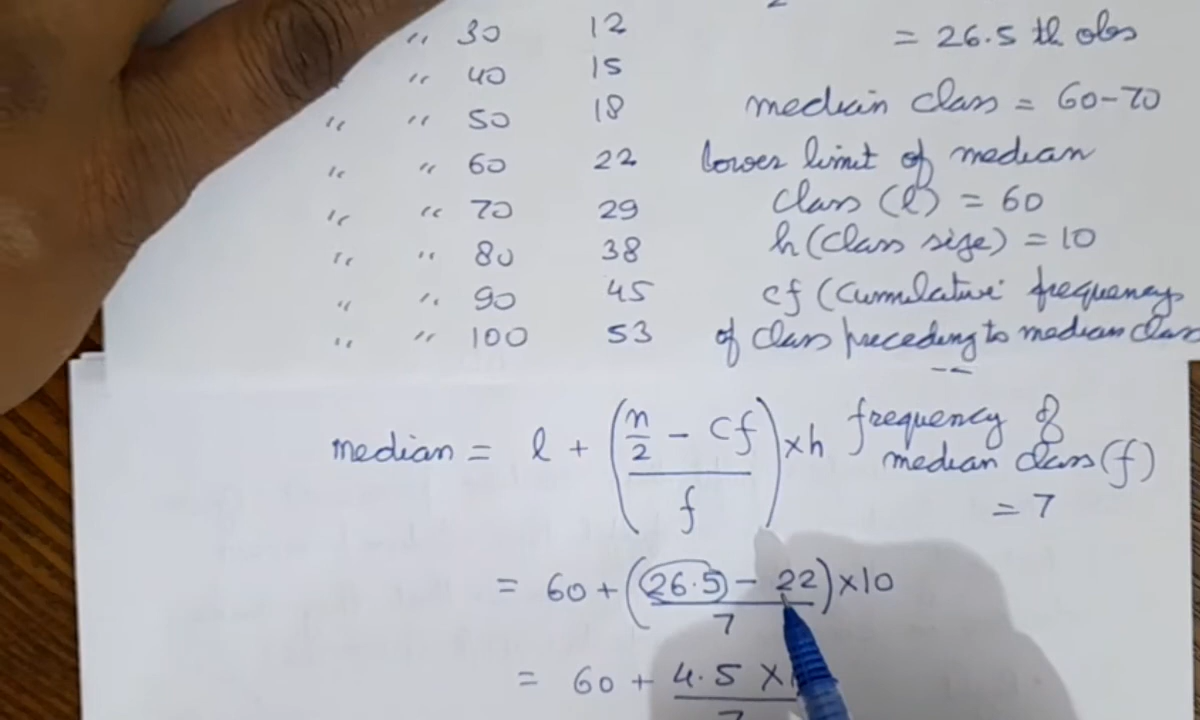 " 30 12
" 40 15
" " 50 18
" " 60 22
" " 70 29
" " 80 38
" " 90 45
" " 100 53
= 26.5 th obs
median class = 60-70
lower limit of median
class (l) = 60
h (class size) = 10
cf (cumulative frequency
of class preceding to median class
median = l + (n/2 - cf / f) × h
frequency of
median class (f)
= 7
= 60 + (26.5 - 22 / 7) × 10
= 60 + 4.5 ×